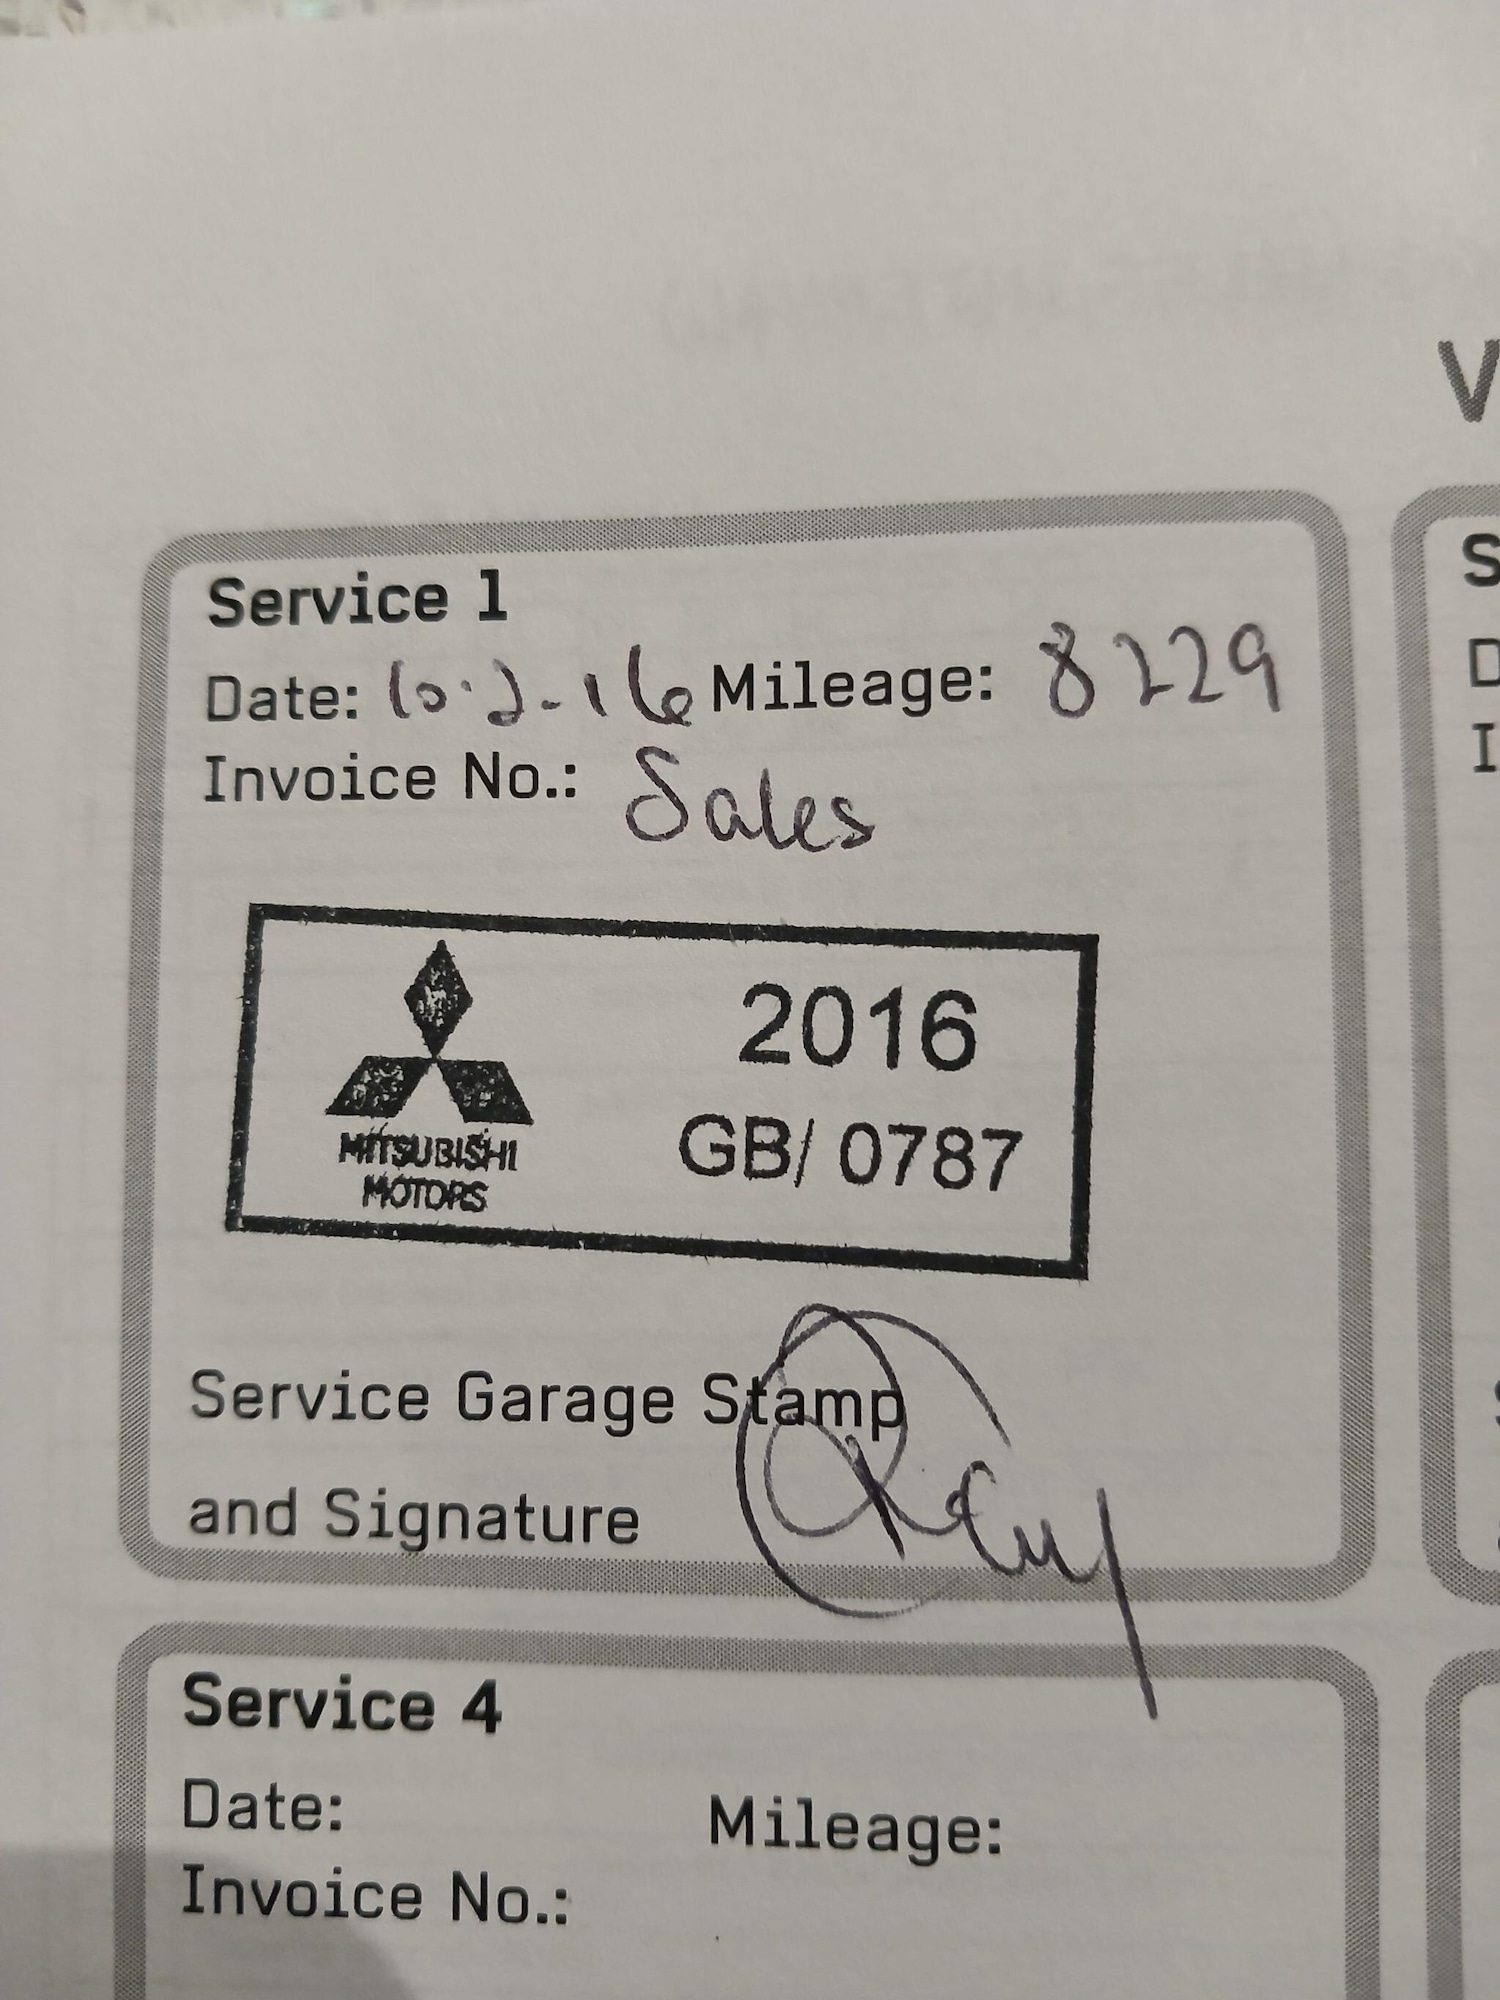 Service 1
Date: 10.2-16 Mileage: 8229
Invoice No.: Sales
2016
GB/ 0787
MITSUBISHI
MOTORS
Service Garage Stamp
and Signature
Service 4
Date: Mileage:
Invoice No.:
V
S
D
I